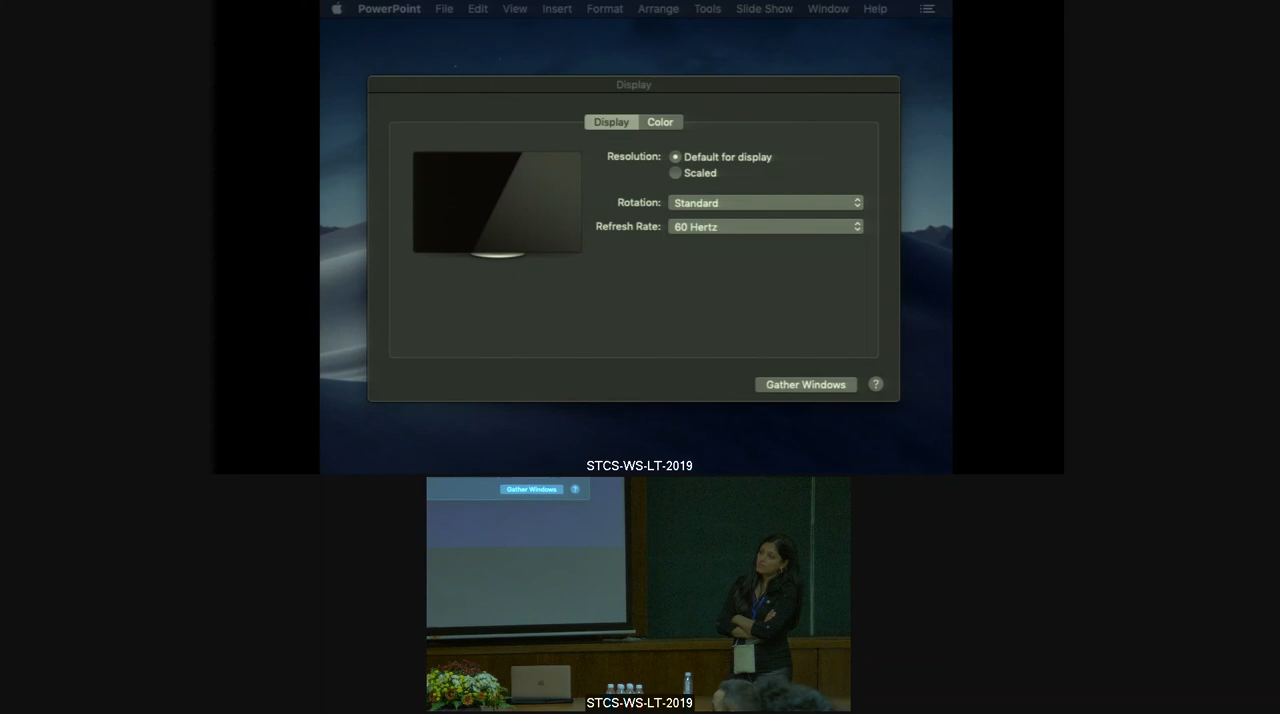 PowerPoint File Edit View Insert Format Arrange Tools Slide Show Window Help
Display
Display Color
Resolution: Default for display
Scaled
Rotation: Standard
Refresh Rate: 60 Hertz
Gather Windows ?
STCS-WS-LT-2019
Gather Windows ?
STCS-WS-LT-2019